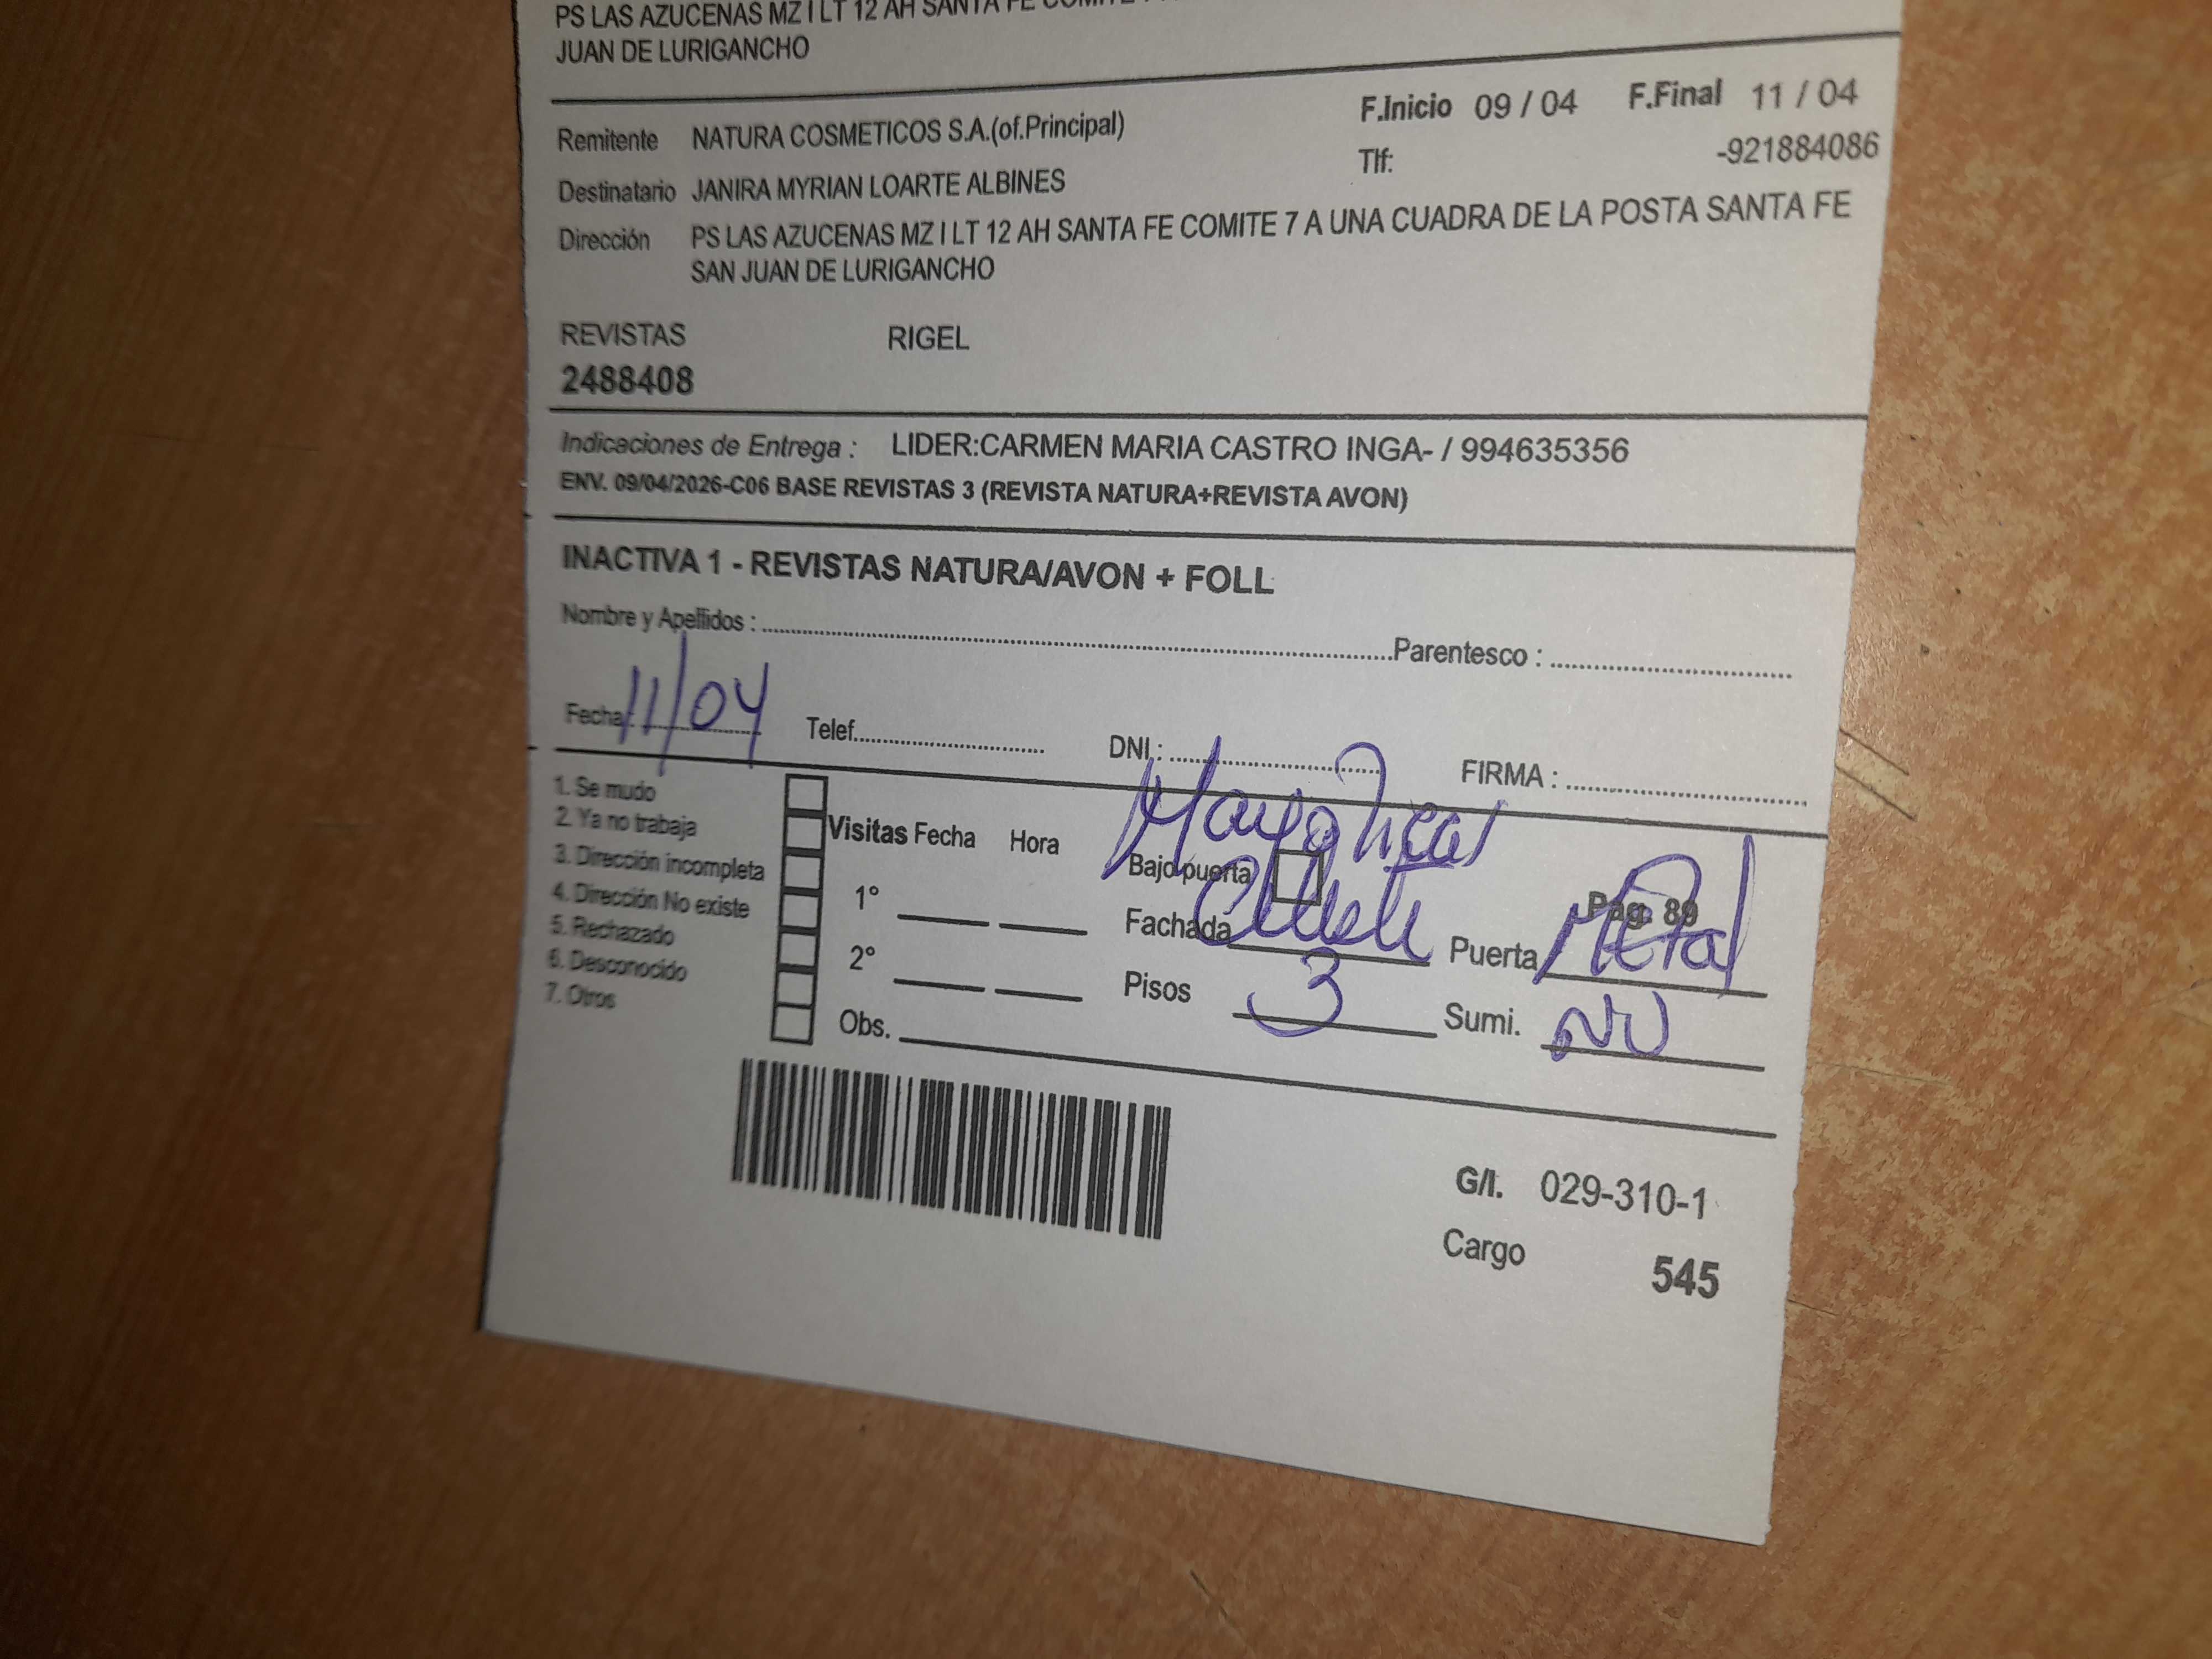 PS LAS AZUCENAS MZ I LT 12 AH SANTA FE COMITE
JUAN DE LURIGANCHO
F.Inicio 09 / 04 F.Final 11 / 04
Remitente NATURA COSMETICOS S.A.(of.Principal)
Tlf: -921884086
Destinatario JANIRA MYRIAN LOARTE ALBINES
Dirección PS LAS AZUCENAS MZ I LT 12 AH SANTA FE COMITE 7 A UNA CUADRA DE LA POSTA SANTA FE
SAN JUAN DE LURIGANCHO
REVISTAS RIGEL
2488408
Indicaciones de Entrega : LIDER:CARMEN MARIA CASTRO INGA- / 994635356
ENV. 09/04/2026-C06 BASE REVISTAS 3 (REVISTA NATURA+REVISTA AVON)
INACTIVA 1 - REVISTAS NATURA/AVON + FOLL
Nombre y Apellidos : Parentesco :
Fecha: 11/04 Telef. DNI : FIRMA :
1. Se mudo
2. Ya no trabaja
3. Dirección incompleta
4. Dirección No existe
5. Rechazado
6. Desconocido
7. Otros
Visitas Fecha Hora
1°
2°
Obs.
Bajo puerta
Pag. 89
Fachada Puerta Metal
Pisos 3 Sumi. NO
G/I. 029-310-1
Cargo 545